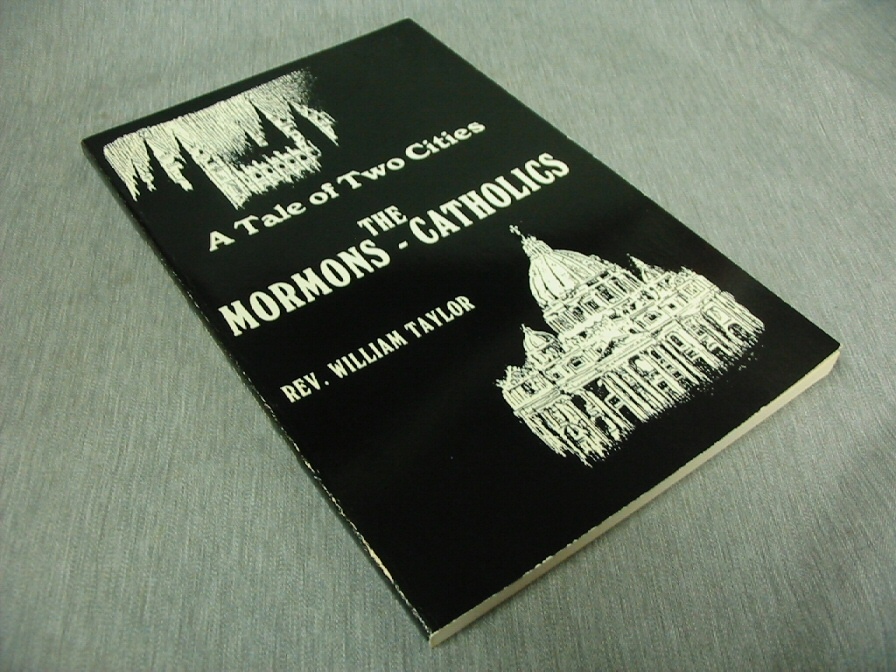 A Tale of Two Cities
THE
MORMONS - CATHOLICS
REV. WILLIAM TAYLOR